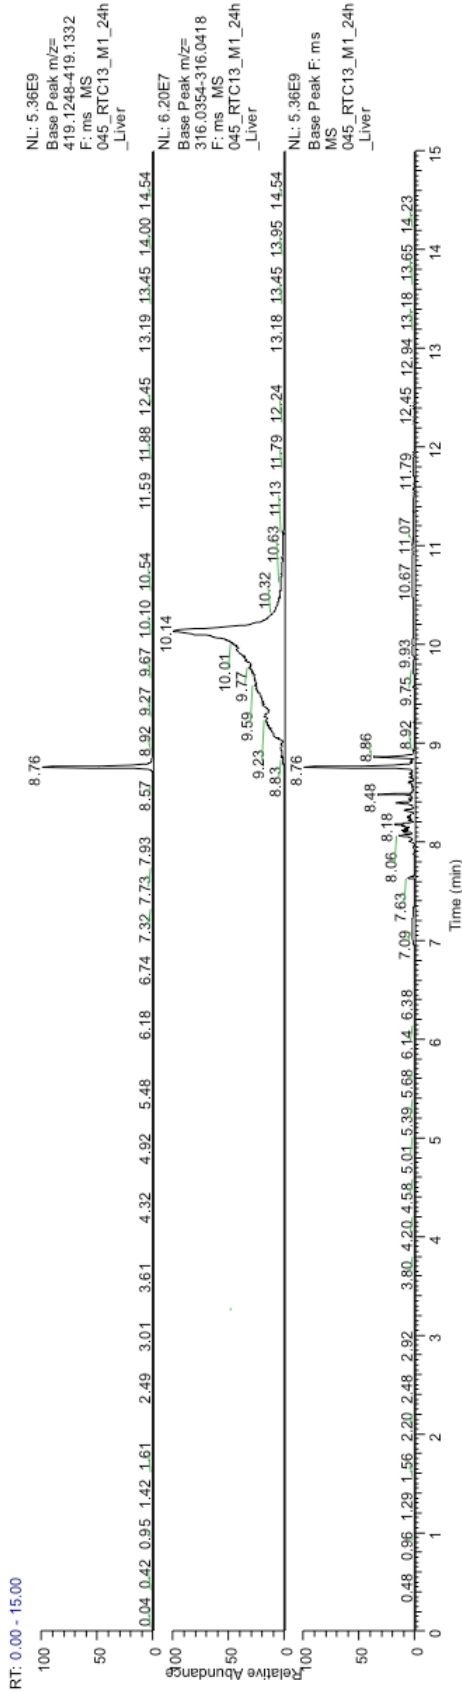 RT: 0.00 - 15.00
NL: 5.36E9
Base Peak m/z=
419.1248-419.1332
F: ms MS
045_RTC13_M1_24h
_Liver
100
50
0
0.04 0.42 0.95 1.42 1.61 2.49 3.01 3.61 4.32 4.92 5.48 6.18 6.74 7.32 7.73 7.93 8.57 8.76 8.92 9.27 9.67 10.10 10.54 11.59 11.88 12.45 13.19 13.45 14.00 14.54
NL: 6.20E7
Base Peak m/z=
316.0354-316.0418
F: ms MS
045_RTC13_M1_24h
_Liver
100
50
0
8.83 9.23 9.59 9.77 10.01 10.14 10.32 10.63 11.13 11.79 12.24 13.18 13.45 13.95 14.54
Relative Abundance
NL: 5.36E9
Base Peak F: ms
MS
045_RTC13_M1_24h
_Liver
100
50
0
0.48 0.96 1.29 1.56 2.20 2.48 2.92 3.80 4.20 4.58 5.01 5.39 5.68 6.14 6.38 7.09 7.63 8.06 8.18 8.48 8.76 8.86 8.92 9.75 9.93 10.67 11.07 11.79 12.45 12.94 13.18 13.65 14.23
0 1 2 3 4 5 6 7 8 9 10 11 12 13 14 15
Time (min)